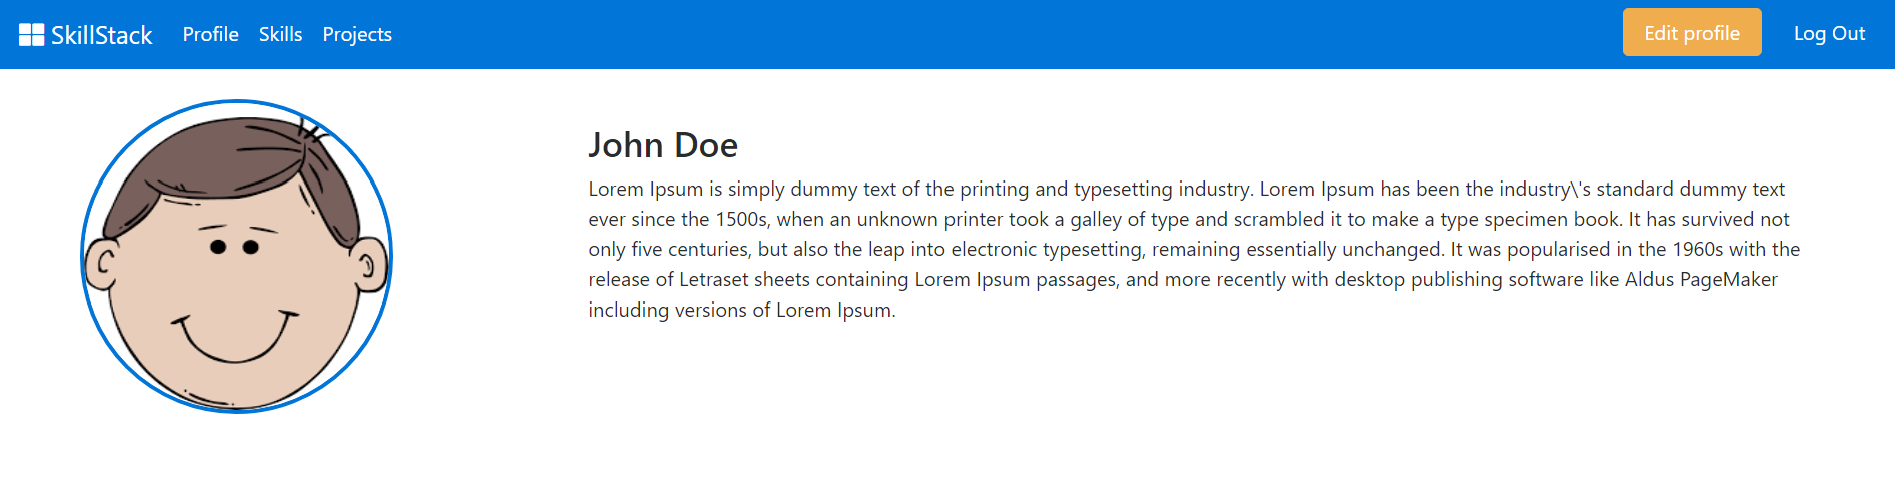 SkillStack Profile Skills Projects Edit profile Log Out
John Doe
Lorem Ipsum is simply dummy text of the printing and typesetting industry. Lorem Ipsum has been the industry\'s standard dummy text
ever since the 1500s, when an unknown printer took a galley of type and scrambled it to make a type specimen book. It has survived not
only five centuries, but also the leap into electronic typesetting, remaining essentially unchanged. It was popularised in the 1960s with the
release of Letraset sheets containing Lorem Ipsum passages, and more recently with desktop publishing software like Aldus PageMaker
including versions of Lorem Ipsum.